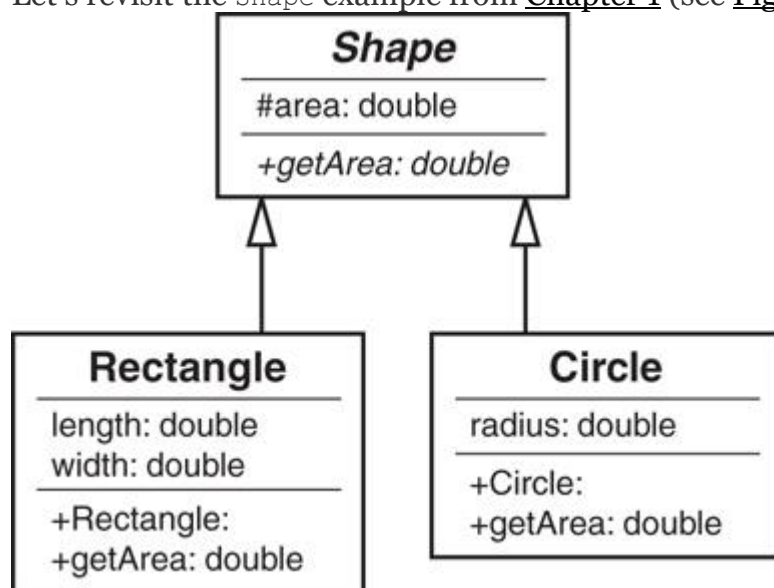 Let's revisit the Shape example from Chapter 1 (see Fig
Shape
#area: double
+getArea: double
Rectangle
length: double
width: double
+Rectangle:
+getArea: double
Circle
radius: double
+Circle:
+getArea: double